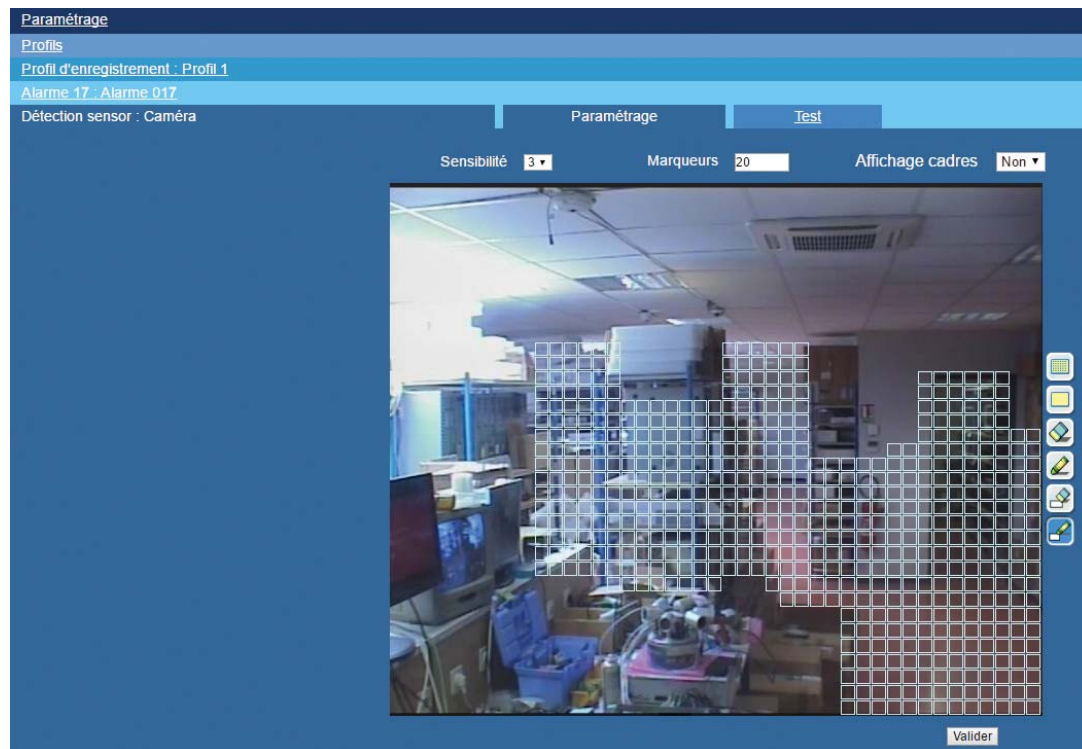 Paramétrage
Profils
Profil d'enregistrement : Profil 1
Alarme 17 : Alarme 017
Détection sensor : Caméra Paramétrage Test
Sensibilité 3 Marqueurs 20 Affichage cadres Non
Valider